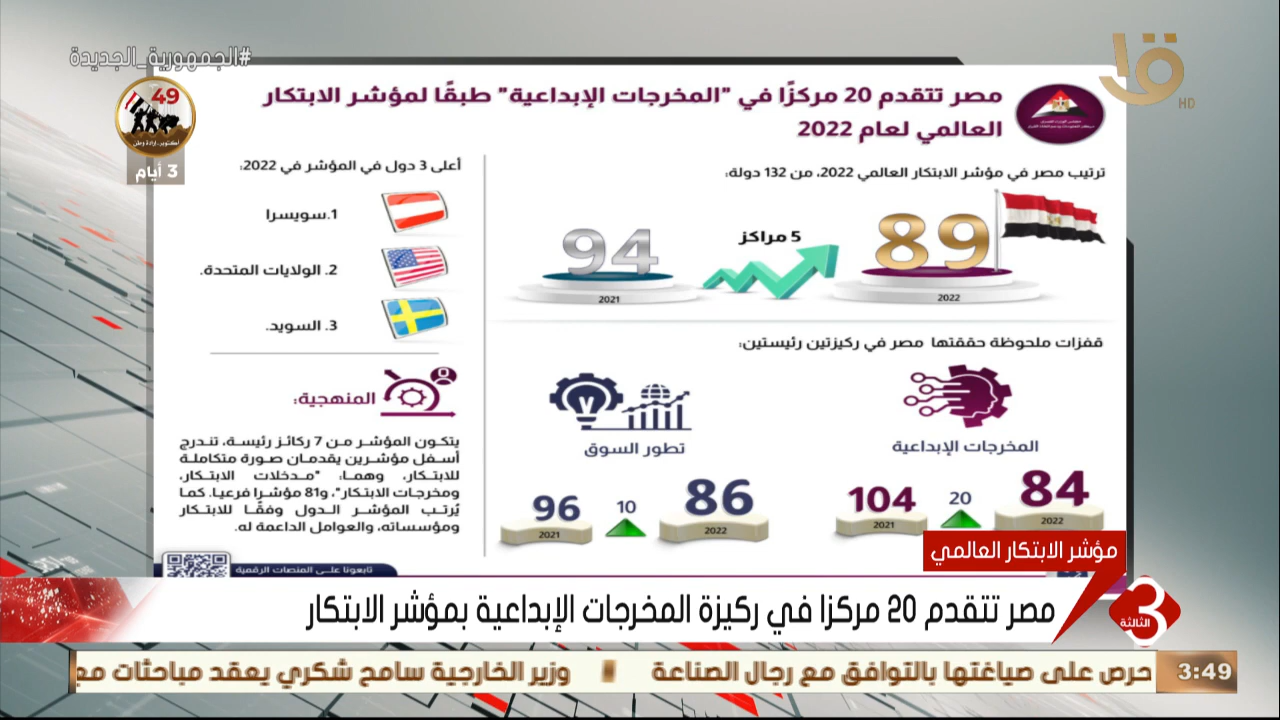 #الجمهورية_الجديدة
الآن
HD
49
أكتوبر.. إرادة وطن
3 أيام
مصر تتقدم 20 مركزًا في "المخرجات الإبداعية" طبقًا لمؤشر الابتكار
العالمي لعام 2022
ترتيب مصر في مؤشر الابتكار العالمي 2022، من 132 دولة:
89
2022
5 مراكز
94
2021
قفزات ملحوظة حققتها مصر في ركيزتين رئيستين:
المخرجات الإبداعية
84
2022
20
104
2021
تطور السوق
86
2022
10
96
2021
أعلى 3 دول في المؤشر في 2022:
1.سويسرا
2. الولايات المتحدة.
3. السويد.
المنهجية:
يتكون المؤشر من 7 ركائز رئيسة، تندرج
أسفل مؤشرين يقدمان صورة متكاملة
للابتكار، وهما: "مدخلات الابتكار،
ومخرجات الابتكار"، و81 مؤشرا فرعيا. كما
يُرتب المؤشر الدول وفقًا للابتكار
ومؤسساته، والعوامل الداعمة له.
تابعونا على المنصات الرقمية
مؤشر الابتكار العالمي
3
الثالثة
مصر تتقدم 20 مركزا في ركيزة المخرجات الإبداعية بمؤشر الابتكار
3:49
حرص على صياغتها بالتوافق مع رجال الصناعة
وزير الخارجية سامح شكري يعقد مباحثات مع